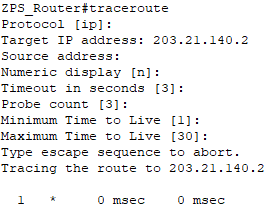 ZPS_Router#traceroute
Protocol [ip]:
Target IP address: 203.21.140.2
Source address:
Numeric display [n]:
Timeout in seconds [3]:
Probe count [3]:
Minimum Time to Live [1]:
Maximum Time to Live [30]:
Type escape sequence to abort.
Tracing the route to 203.21.140.2
1 * 0 msec 0 msec